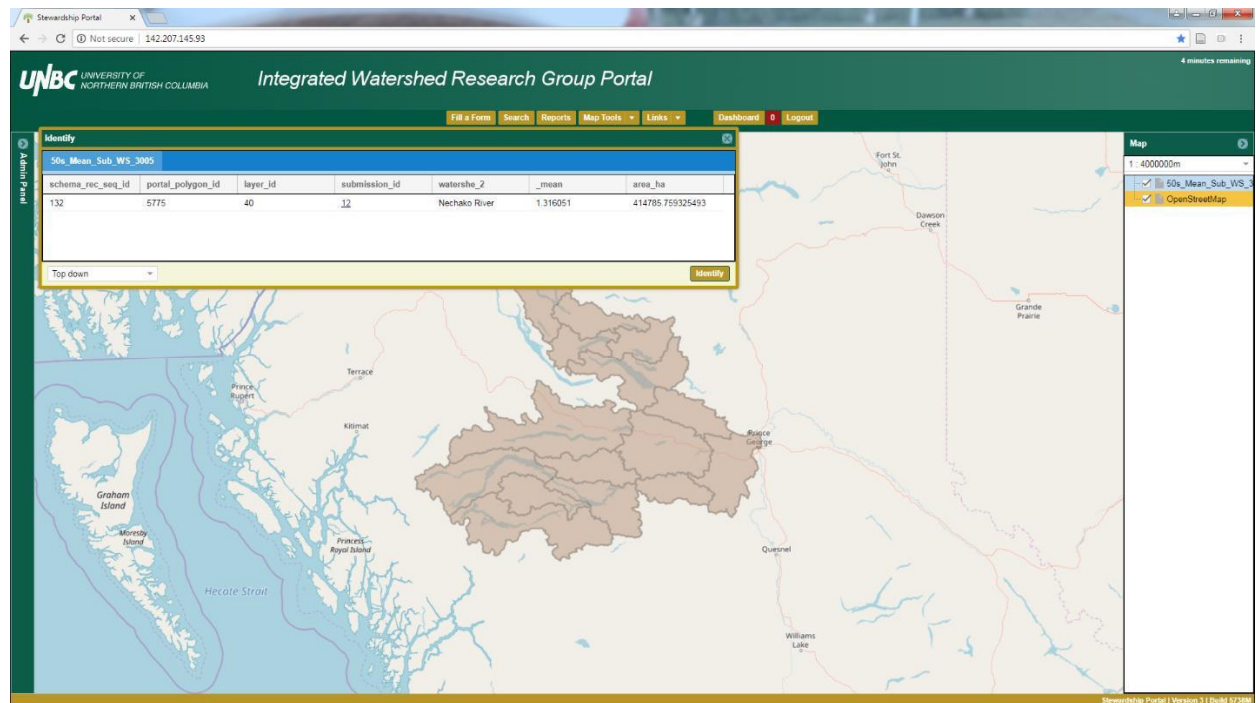 Stewardship Portal
Not secure 142.207.145.93
4 minutes remaining
UNBC UNIVERSITY OF NORTHERN BRITISH COLUMBIA
Integrated Watershed Research Group Portal
Fill a Form Search Reports Map Tools Links Dashboard 0 Logout
Admin Panel
Identify
50s_Mean_Sub_WS_3005
schema_rec_seq_id portal_polygon_id layer_id submission_id watershe_2 _mean area_ha
132 5775 40 12 Nechako River 1.316051 414785.759325493
Top down Identify
Map
1 : 4000000m
50s_Mean_Sub_WS_3
OpenStreetMap
Fort St.
John
Dawson
Creek
Grande
Prairie
Terrace
Prince
Rupert
Kitimat
Prince
George
Graham
Island
Moresby
Island
Princess
Royal Island
Quesnel
Hecate Strait
Williams
Lake
Stewardship Portal | Version 3 | Build 6738M